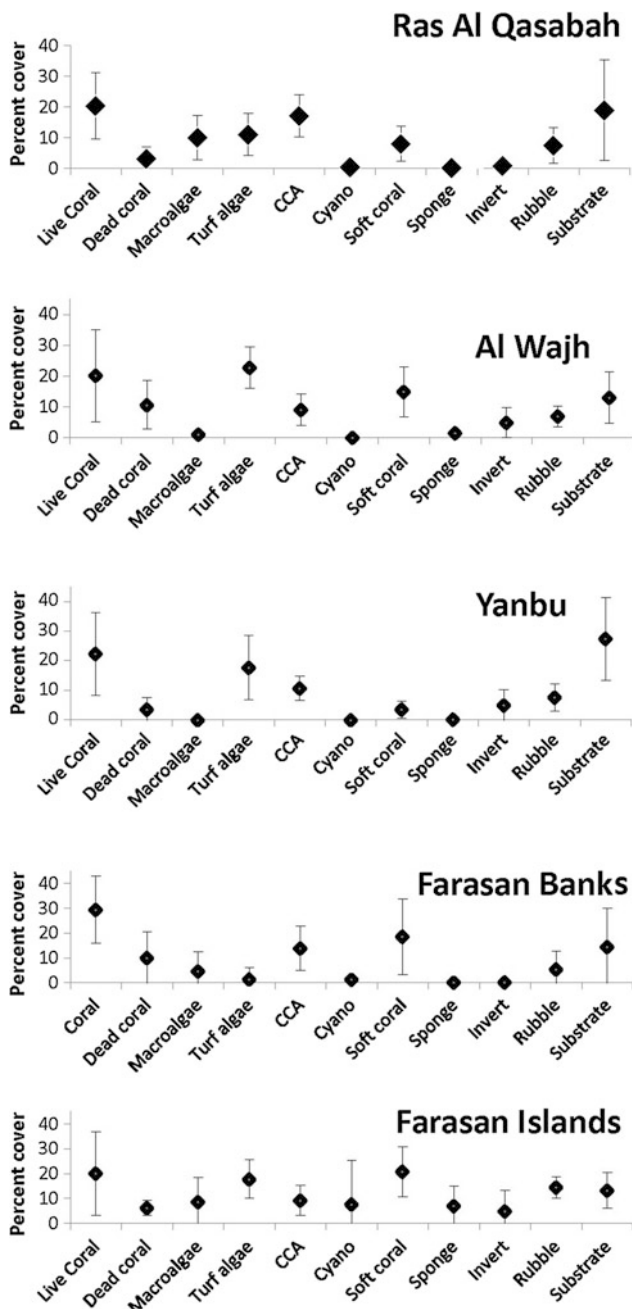 Ras Al Qasabah
Percent cover
40
30
20
10
0
Live Coral
Dead coral
Macroalgae
Turf algae
CCA
Cyano
Soft coral
Sponge
Invert
Rubble
Substrate
Al Wajh
Percent cover
40
30
20
10
0
Live Coral
Dead coral
Macroalgae
Turf algae
CCA
Cyano
Soft coral
Sponge
Invert
Rubble
Substrate
Yanbu
Percent cover
40
30
20
10
0
Live Coral
Dead coral
Macroalgae
Turf algae
CCA
Cyano
Soft coral
Sponge
Invert
Rubble
Substrate
Farasan Banks
Percent cover
40
30
20
10
0
Coral
Dead coral
Macroalgae
Turf algae
CCA
Cyano
Soft coral
Sponge
Invert
Rubble
Substrate
Farasan Islands
Percent cover
40
30
20
10
0
Live Coral
Dead coral
Macroalgae
Turf algae
CCA
Cyano
Soft coral
Sponge
Invert
Rubble
Substrate